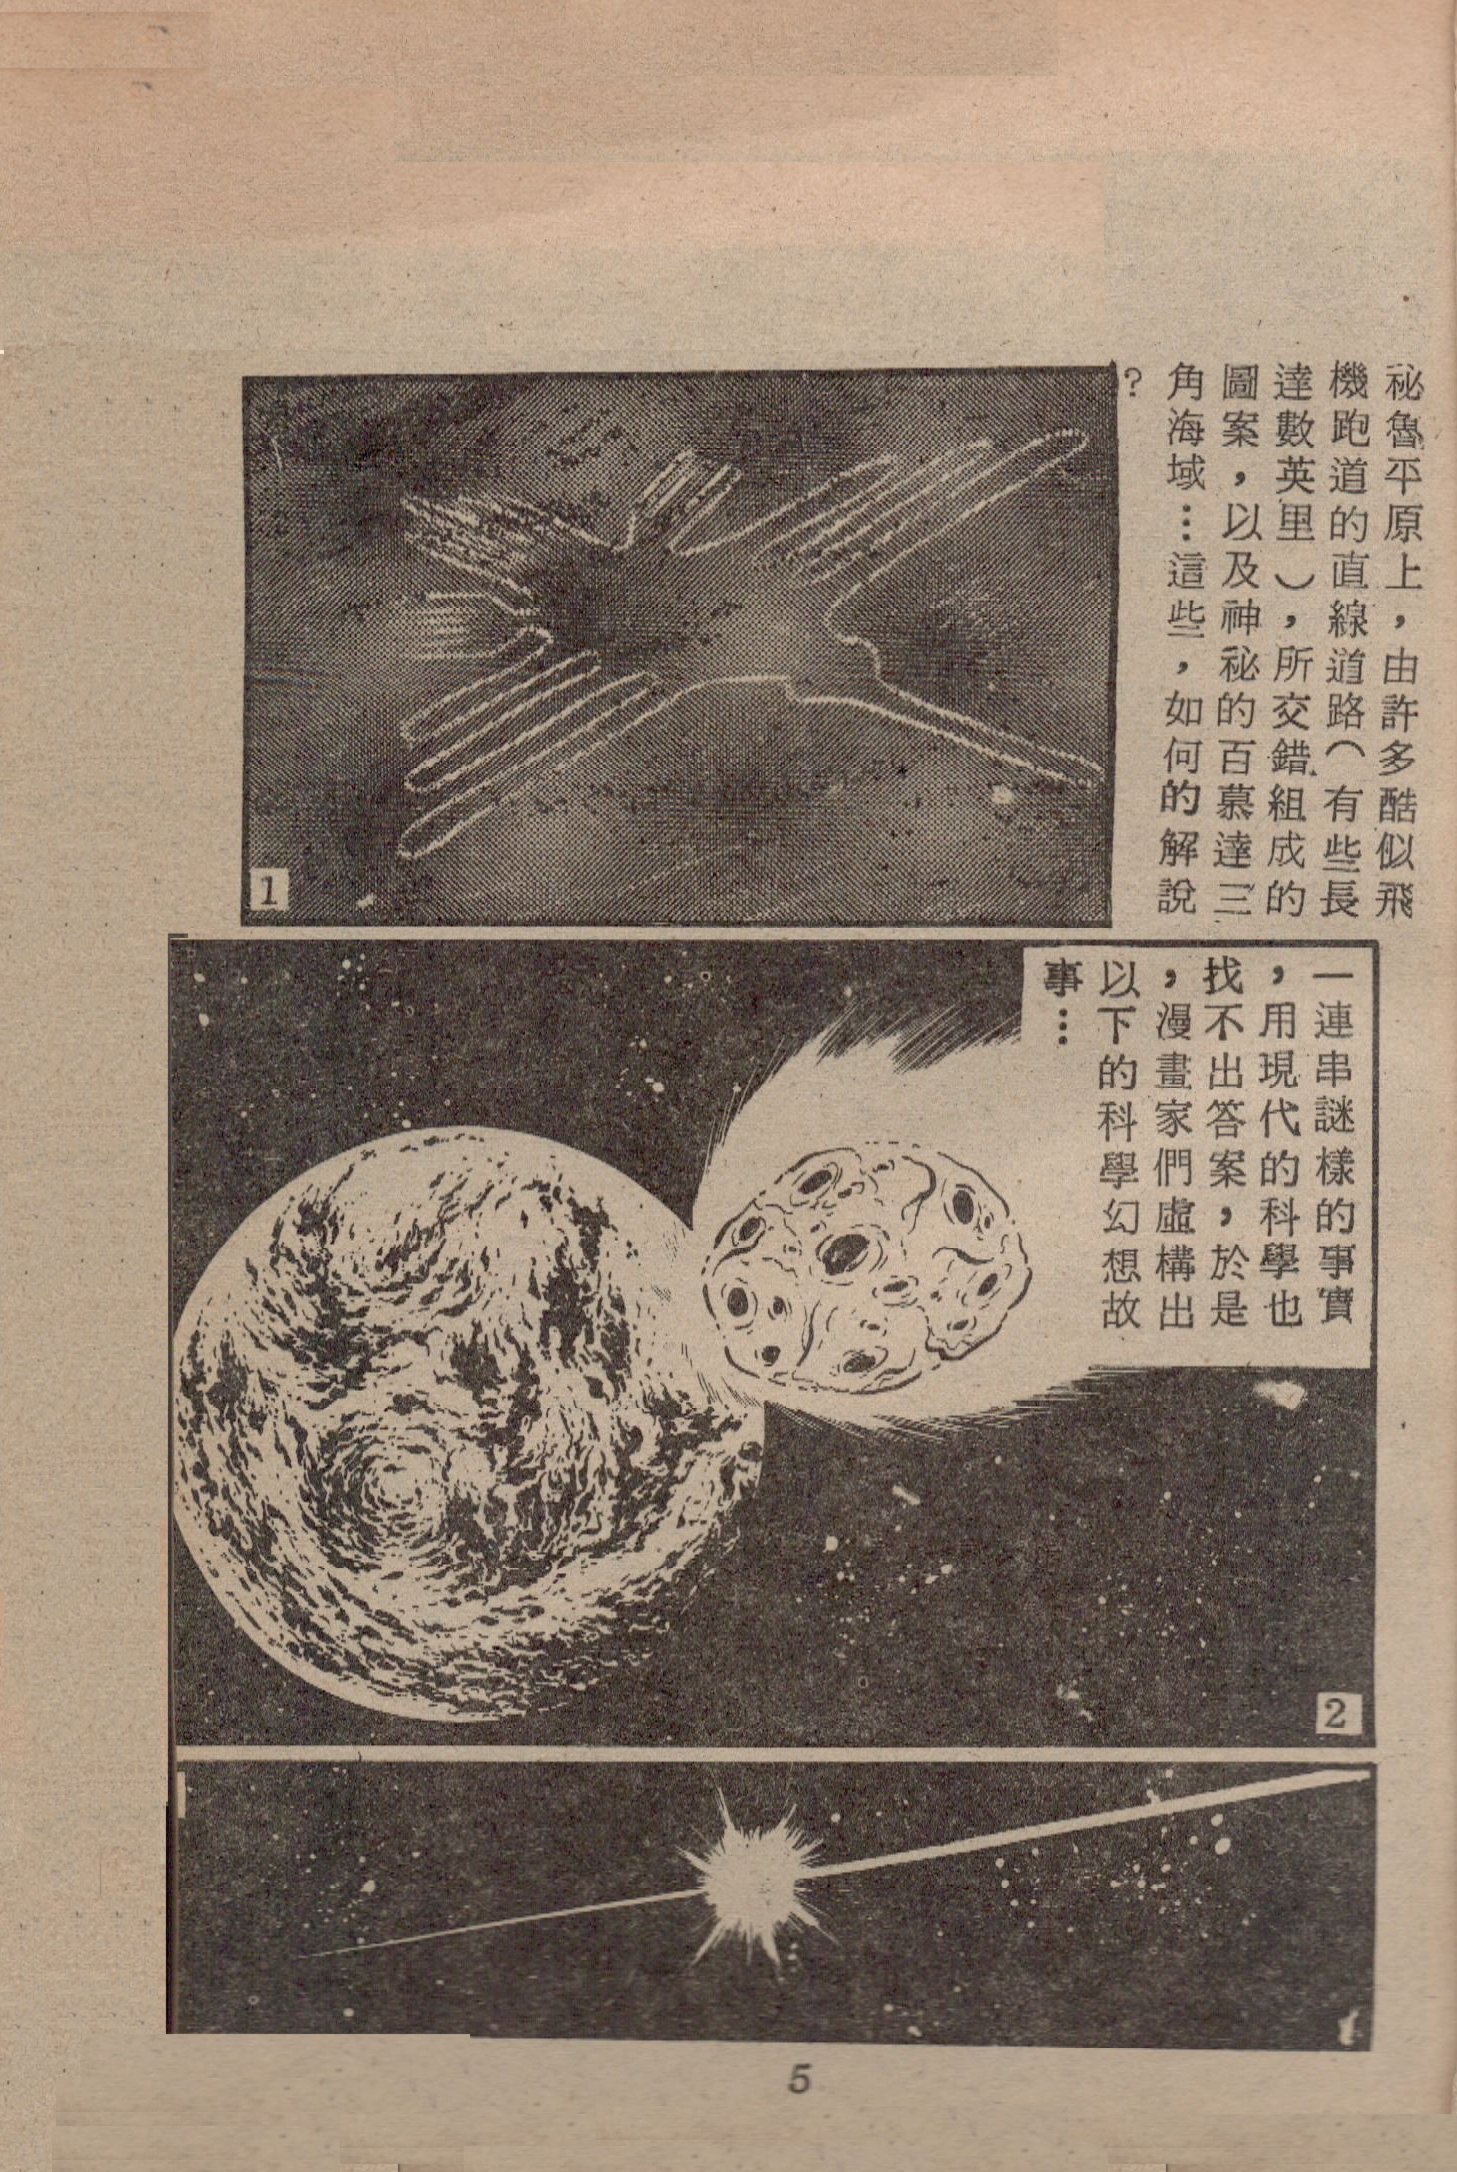 祕魯平原上，由許多酷似飛
機跑道的直線道路（有些長
達數英里），所交錯組成的
圖案，以及神祕的百慕達三
角海域…這些，如何的解說
？
1
一連串謎樣的事實
，用現代的科學也
找不出答案，於是
，漫畫家們虛構出
以下的科學幻想故
事…
2
5